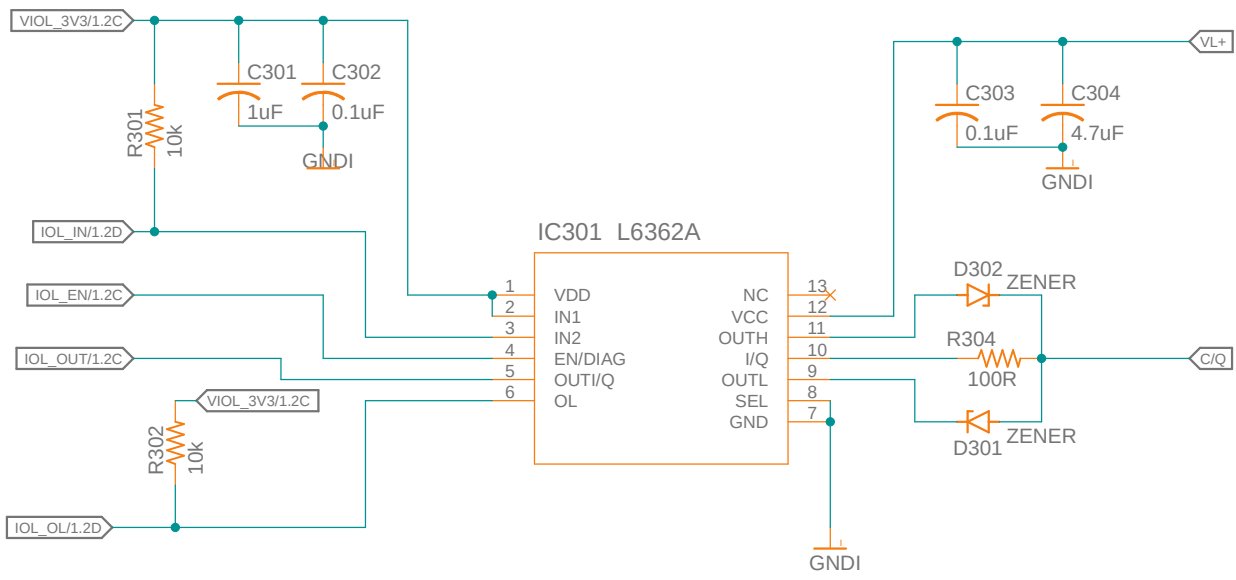 VIOL_3V3/1.2C
VL+
C301
1uF
C302
0.1uF
C303
0.1uF
C304
4.7uF
R301
10k
GNDI
GNDI
IOL_IN/1.2D
IC301 L6362A
IOL_EN/1.2C
1 VDD
2 IN1
3 IN2
4 EN/DIAG
5 OUTI/Q
6 OL
NC 13
VCC 12
OUTH 11
I/Q 10
OUTL 9
SEL 8
GND 7
D302
ZENER
R304
100R
C/Q
D301
ZENER
IOL_OUT/1.2C
VIOL_3V3/1.2C
R302
10k
IOL_OL/1.2D
GNDI